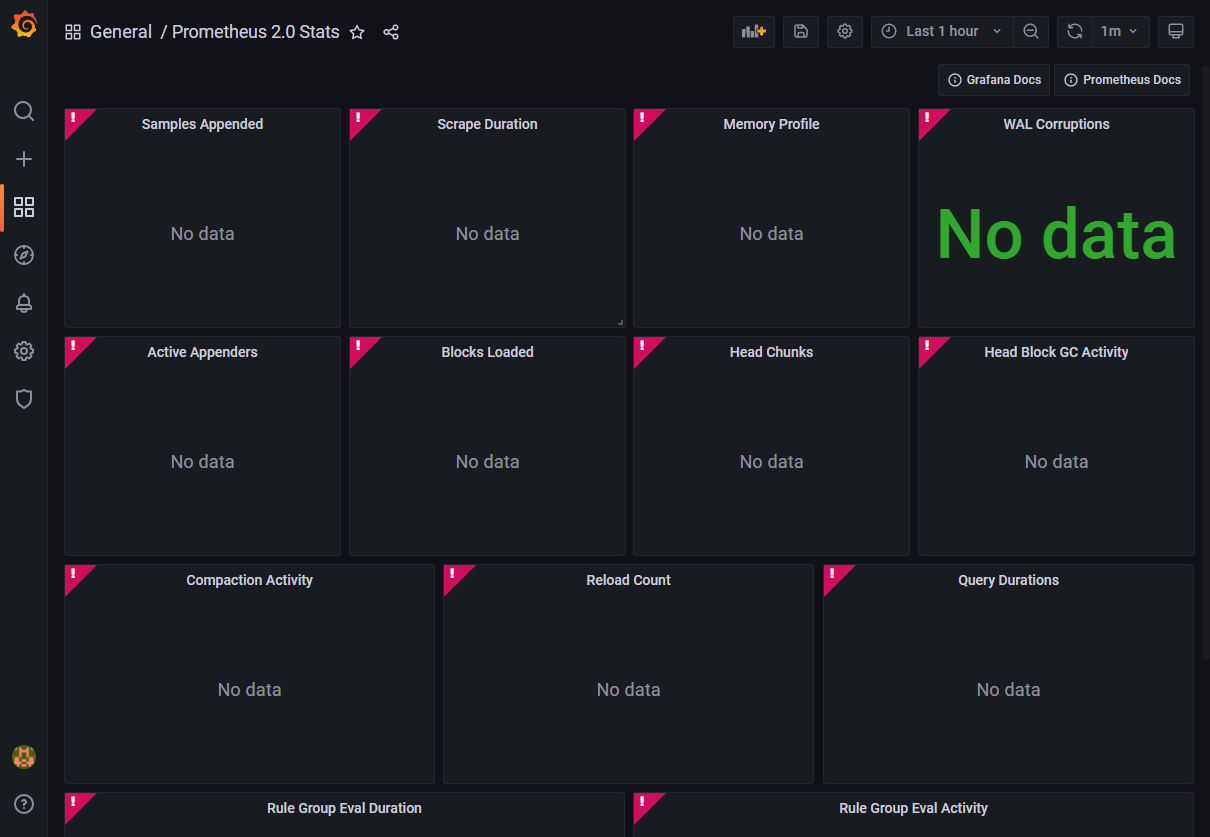 General / Prometheus 2.0 Stats
Last 1 hour
1m
Grafana Docs
Prometheus Docs
! Samples Appended
No data
! Scrape Duration
No data
! Memory Profile
No data
! WAL Corruptions
No data
! Active Appenders
No data
! Blocks Loaded
No data
! Head Chunks
No data
! Head Block GC Activity
No data
! Compaction Activity
No data
! Reload Count
No data
! Query Durations
No data
! Rule Group Eval Duration
! Rule Group Eval Activity